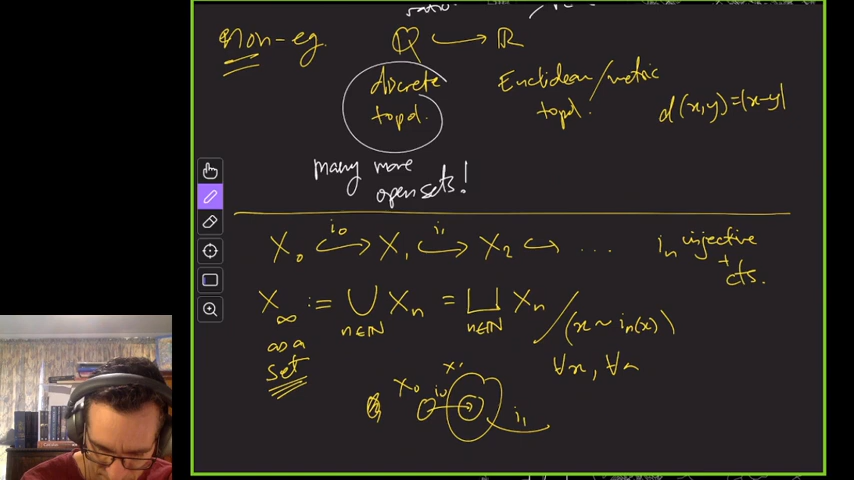 ratio.
non-eg. ℚ ↪ ℝ
discrete topol.
Euclidean/metric topol.
d(x,y)=|x-y|
many more open sets!
X₀ ↪ X₁ ↪ X₂ ↪ ...
i₀ i₁
iₙ injective + cts.
X∞ := ⋃ Xₙ = ⨆ Xₙ / (x ~ iₙ(x))
n∈ℕ n∈ℕ
as a set
∀x, ∀n
X₀ i₀ X₁ i₁